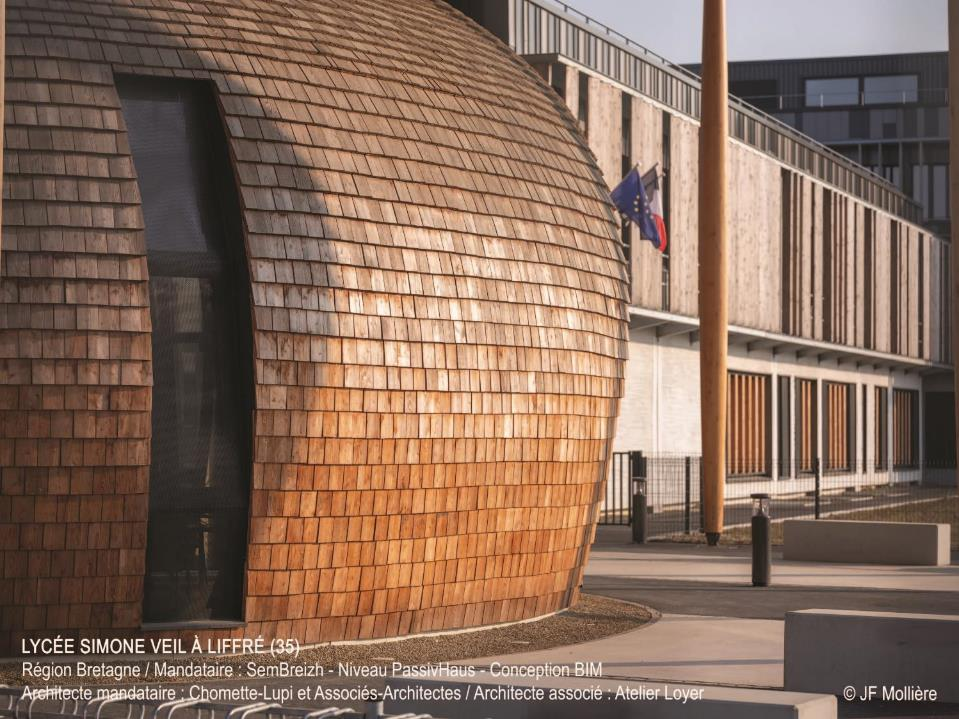 LYCÉE SIMONE VEIL À LIFFRÉ (35)
Région Bretagne / Mandataire : SemBreizh - Niveau PassivHaus - Conception BIM
Architecte mandataire : Chomette-Lupi et Associés-Architectes / Architecte associé : Atelier Loyer
© JF Mollière